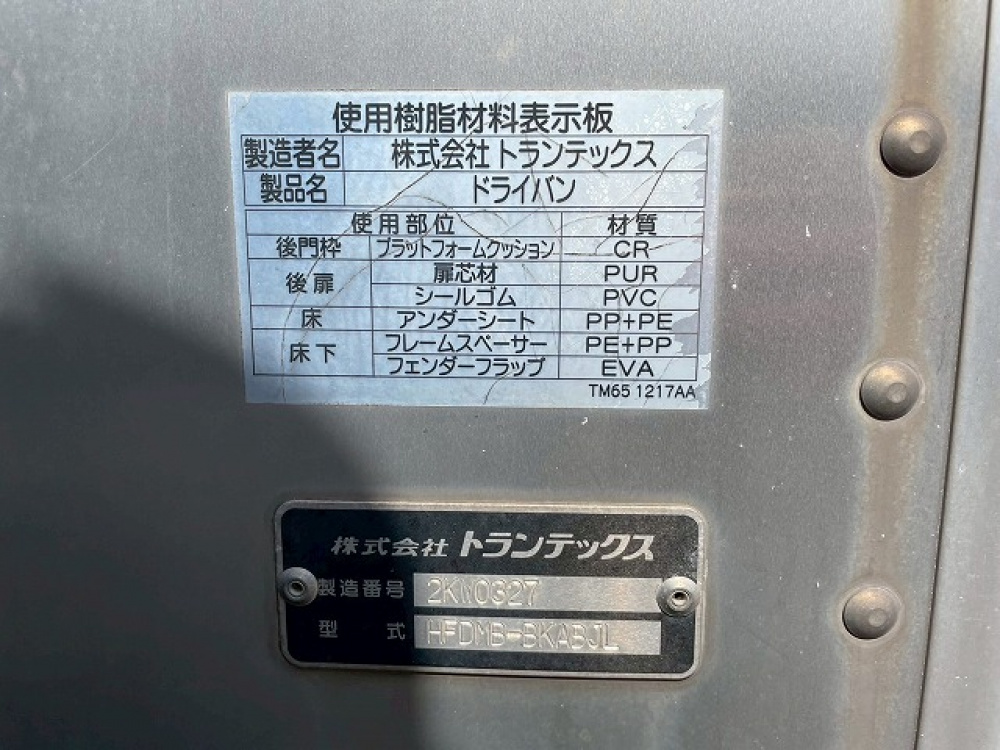 使用樹脂材料表示板
製造者名 株式会社 トランテックス
製品名 ドライバン
使用部位 材質
後門枠 プラットフォームクッション CR
後扉 扉芯材 PUR
シールゴム PVC
床 アンダーシート PP+PE
床下 フレームスペーサー PE+PP
フェンダーフラップ EVA
TM65 1217AA
株式会社 トランテックス
製造番号
型式 HFDMB-BKABJL